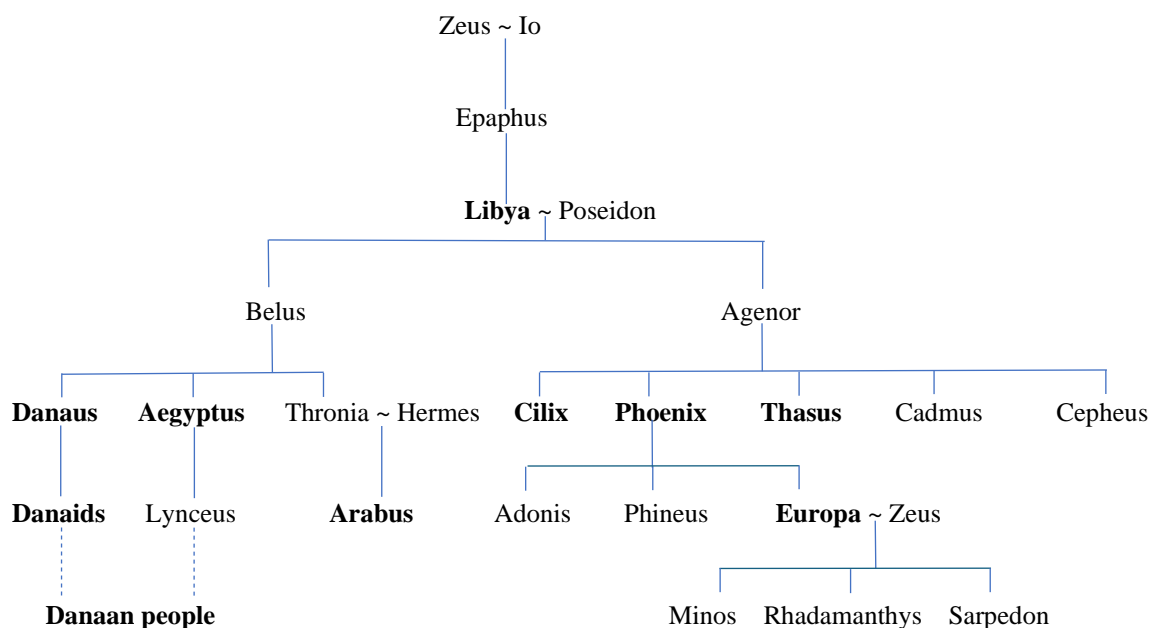 Zeus ~ Io
Epaphus
Libya ~ Poseidon
Belus Agenor
Danaus Aegyptus Thronia ~ Hermes Cilix Phoenix Thasus Cadmus Cepheus
Danaids Lynceus Arabus Adonis Phineus Europa ~ Zeus
Danaan people Minos Rhadamanthys Sarpedon